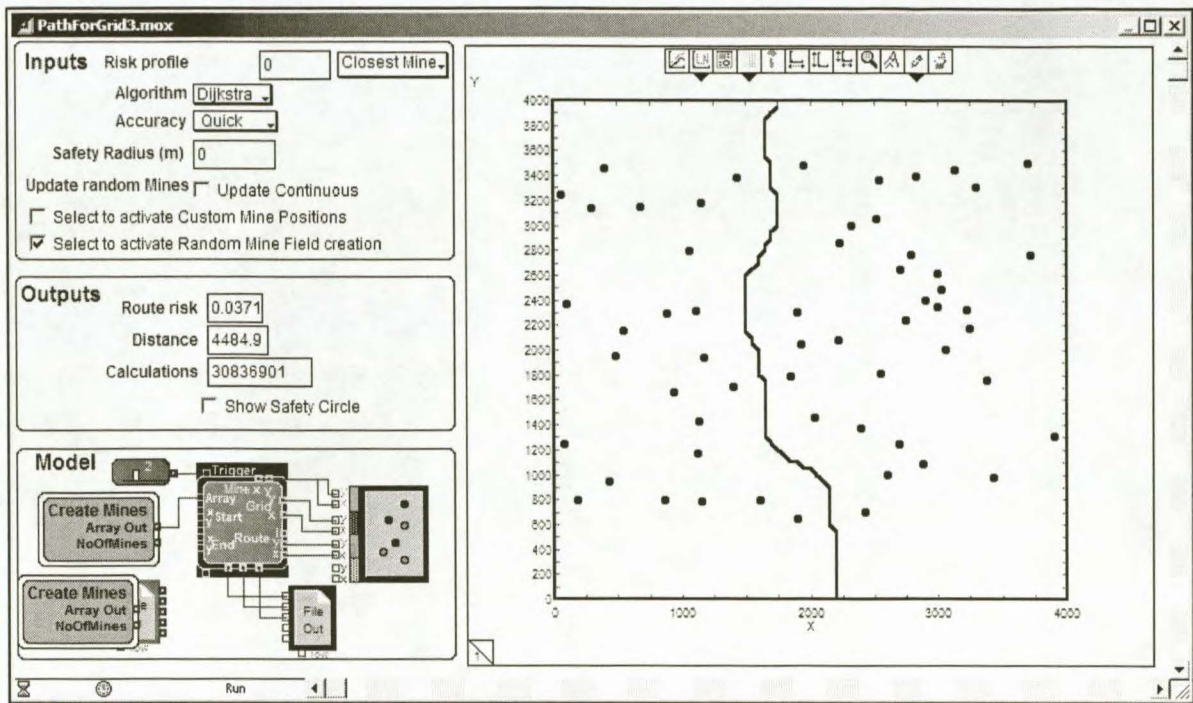 PathForGrid3.mox
Inputs Risk profile 0 Closest Mine
Algorithm Dijkstra
Accuracy Quick
Safety Radius (m) 0
Update random Mines Update Continuous
Select to activate Custom Mine Positions
Select to activate Random Mine Field creation
Outputs
Route risk 0.0371
Distance 4484.9
Calculations 30836901
Show Safety Circle
Model
2
Trigger
Mine X Y
Array
Grid Y
X
X Start
Y
Route
X
Y End
Create Mines
Array Out
NoOfMines
Create Mines
Array Out
NoOfMines
File
Out
Run
Y
4000
3800
3600
3400
3200
3000
2800
2600
2400
2200
2000
1800
1600
1400
1200
1000
800
600
400
200
0
0 1000 2000 3000 4000
X
1